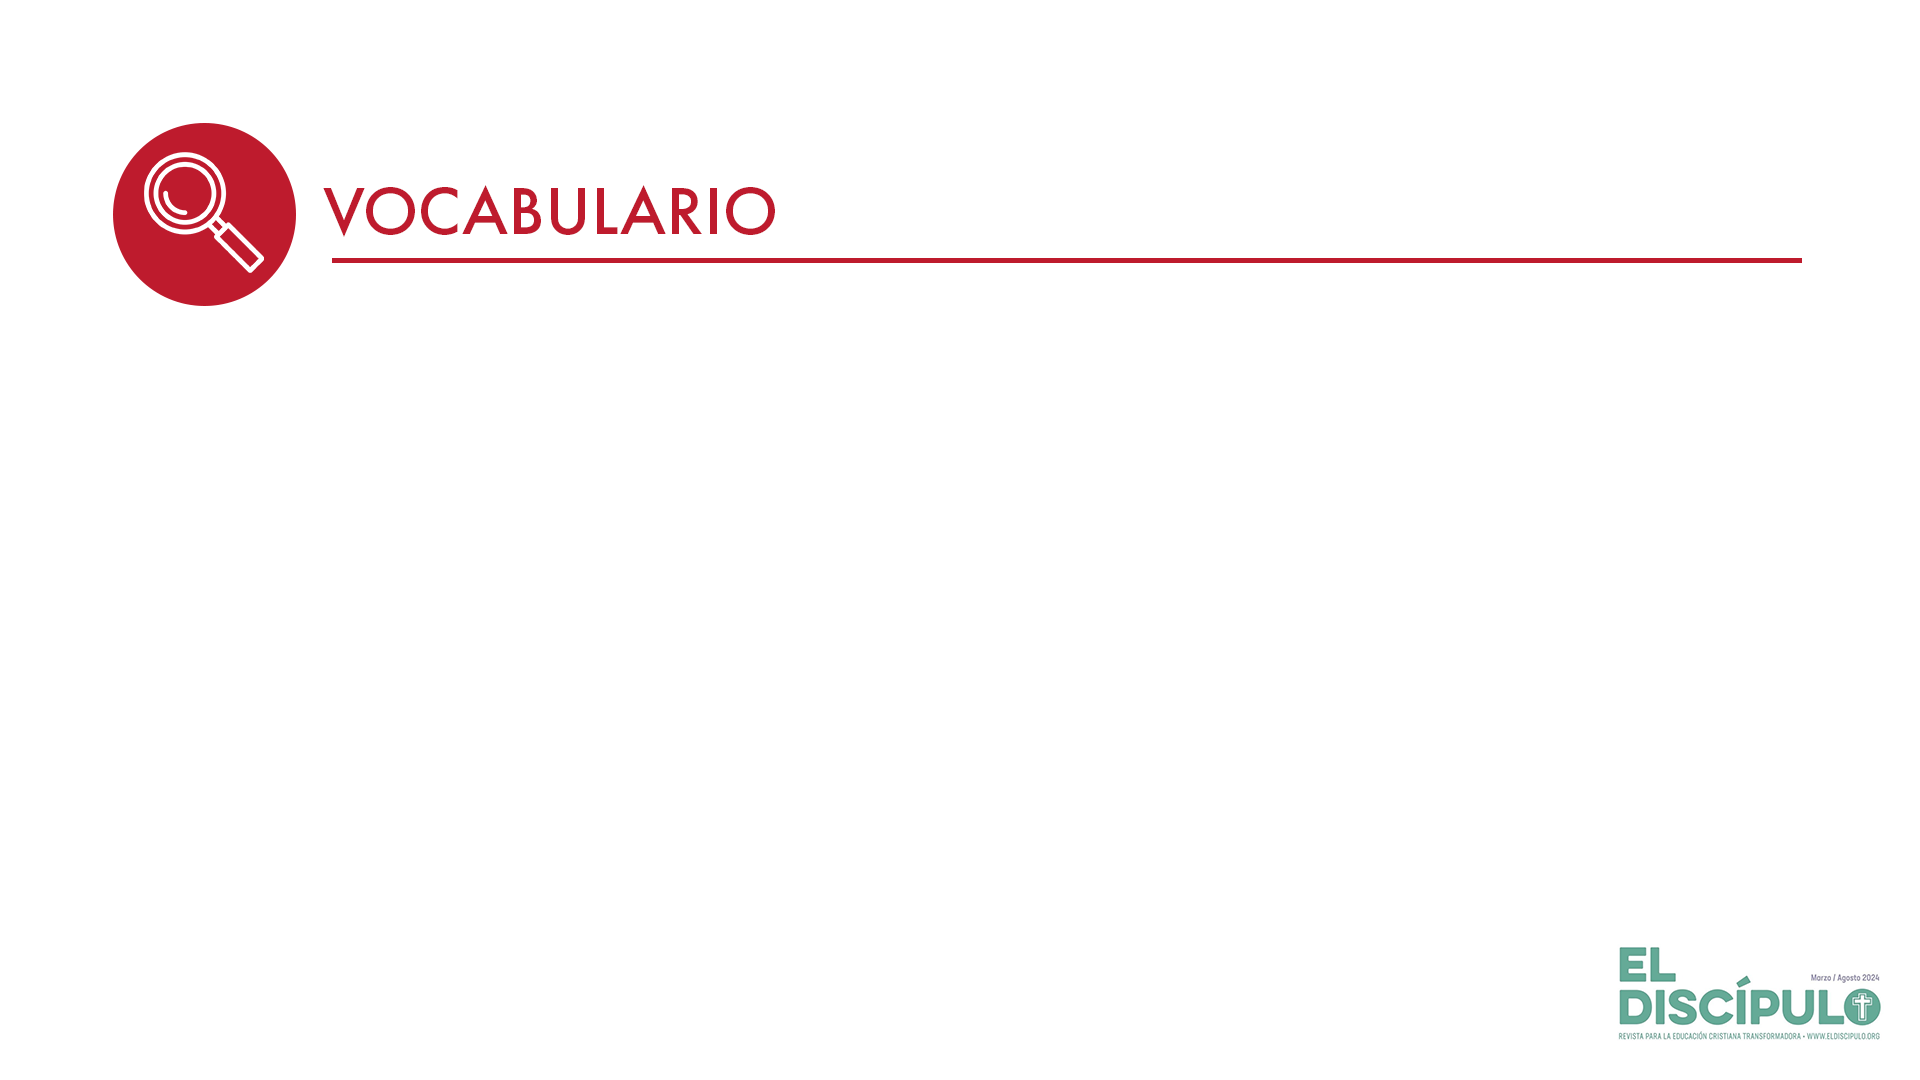 VOCABULARIO
EL
Marzo / Agosto 2024
DISCÍPULO
REVISTA PARA LA EDUCACIÓN CRISTIANA TRANSFORMADORA • WWW.ELDISCIPULO.ORG